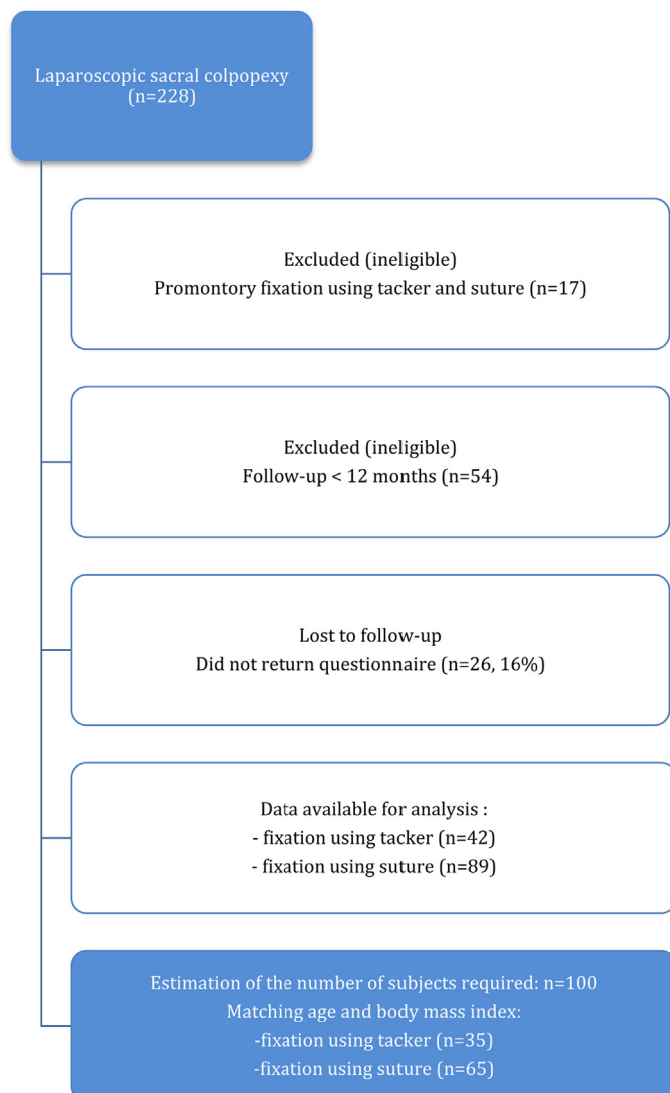 Laparoscopic sacral colpopexy
(n=228)
Excluded (ineligible)
Promontory fixation using tacker and suture (n=17)
Excluded (ineligible)
Follow-up < 12 months (n=54)
Lost to follow-up
Did not return questionnaire (n=26, 16%)
Data available for analysis :
- fixation using tacker (n=42)
- fixation using suture (n=89)
Estimation of the number of subjects required: n=100
Matching age and body mass index:
-fixation using tacker (n=35)
-fixation using suture (n=65)